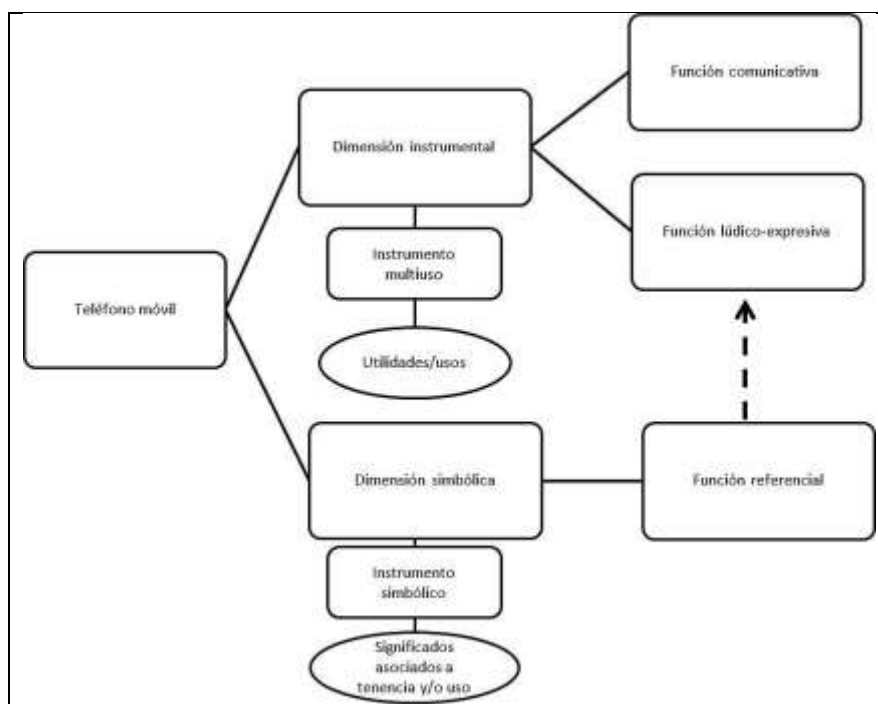 Función comunicativa
Dimensión instrumental
Función lúdico-expresiva
Instrumento
multiuso
Teléfono móvil
Utilidades/usos
Dimensión simbólica
Función referencial
Instrumento
simbólico
Significados
asociados a
tenencia y/o uso